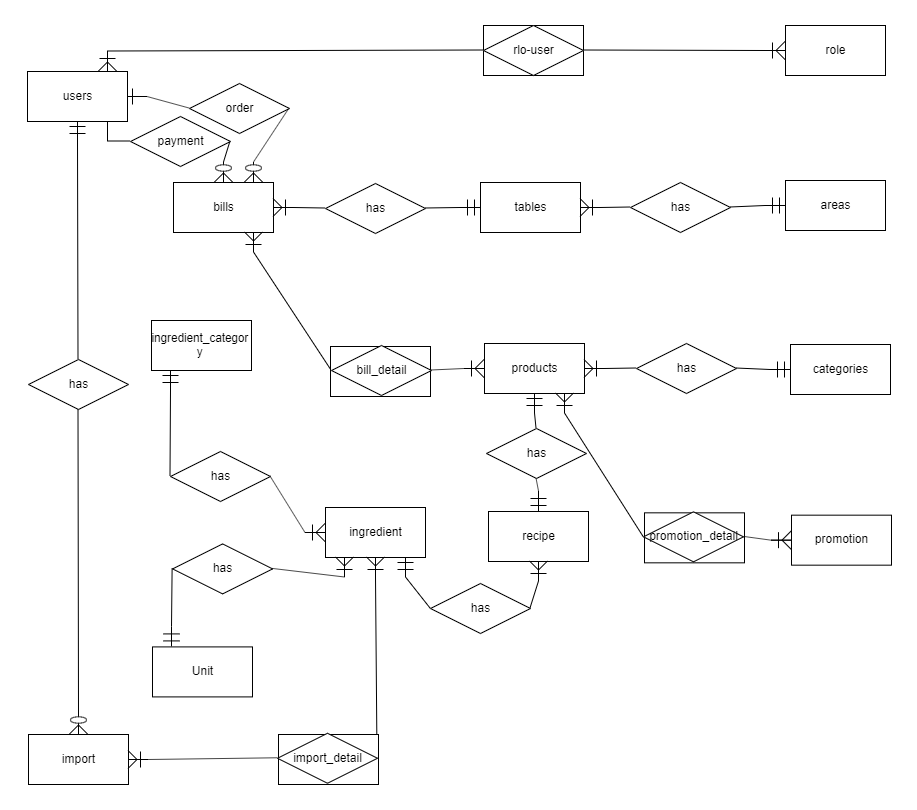 rlo-user
role
users
order
payment
bills
has
tables
has
areas
ingredient_categor
y
has
bill_detail
products
has
categories
has
has
ingredient
recipe
promotion_detail
promotion
has
has
Unit
import
import_detail